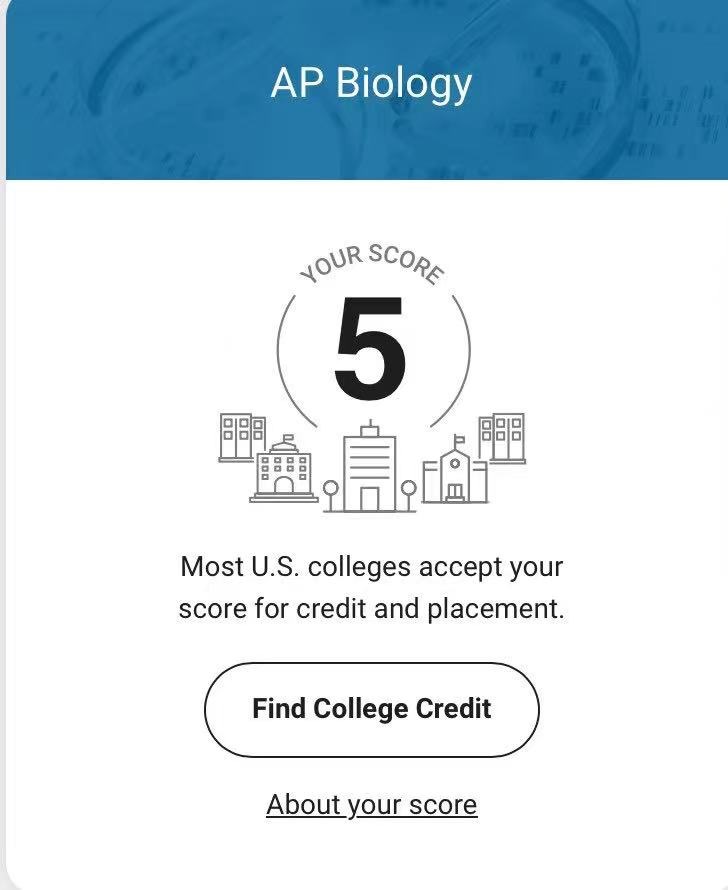 AP Biology
YOUR SCORE
5
Most U.S. colleges accept your
score for credit and placement.
Find College Credit
About your score